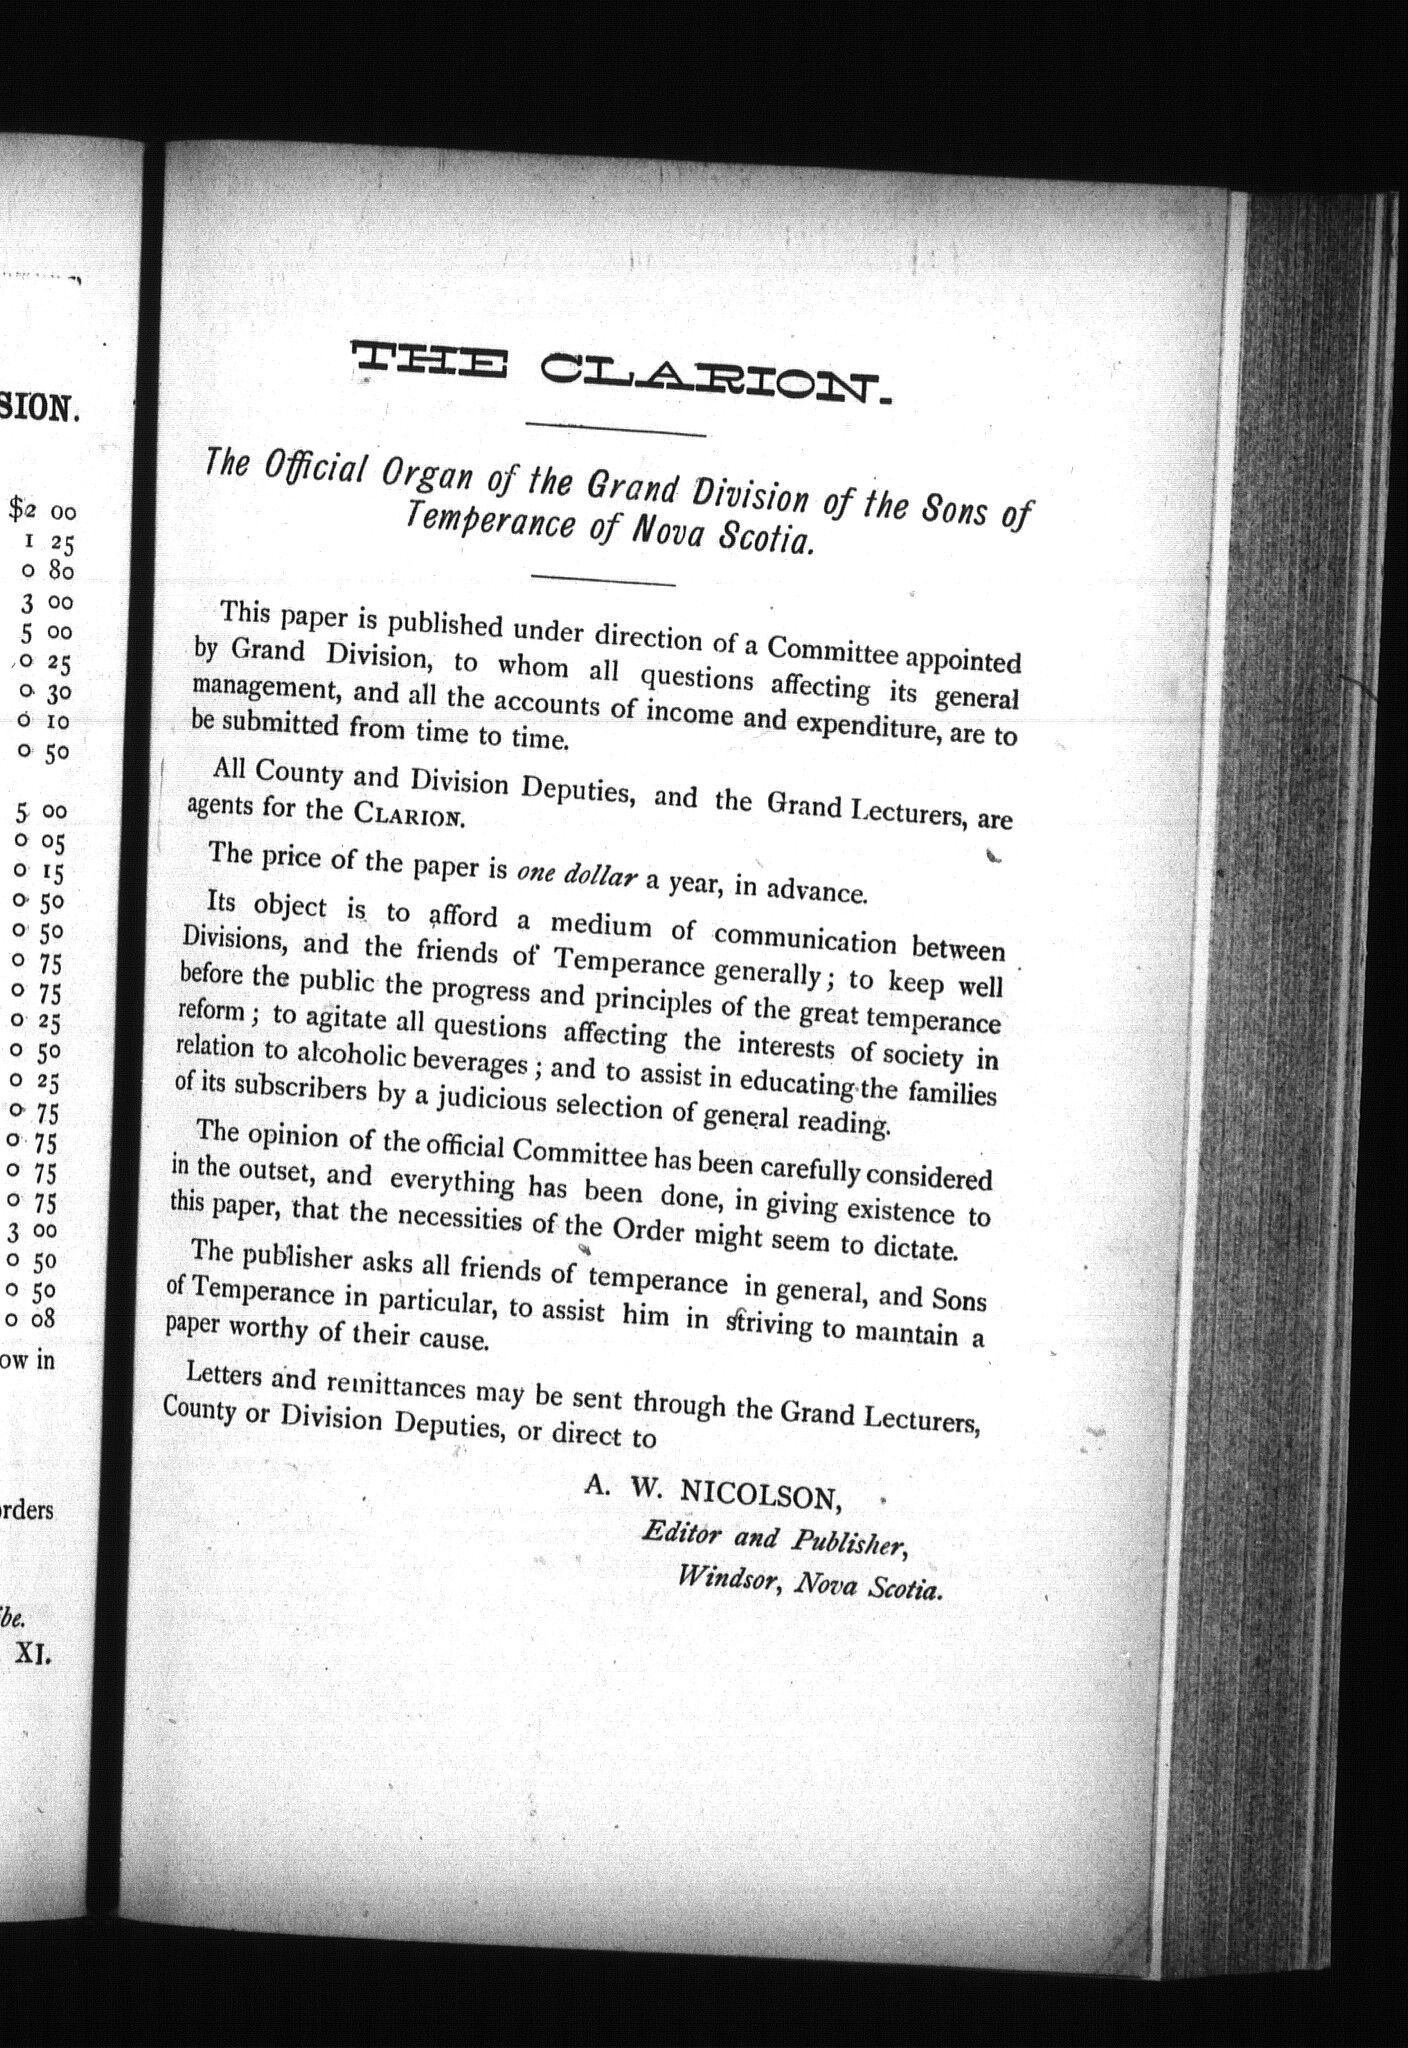 SION.
$2 00
1 25
0 80
3 00
5 00
0 25
0 30
0 10
0 50
5 00
0 05
0 15
0 50
0 50
0 75
0 75
0 25
0 50
0 25
0 75
0 75
0 75
0 75
3 00
0 50
0 50
0 08
ow in
orders
ibe.
XI.
THE CLARION.
The Official Organ of the Grand Division of the Sons of
Temperance of Nova Scotia.
This paper is published under direction of a Committee appointed
by Grand Division, to whom all questions affecting its general
management, and all the accounts of income and expenditure, are to
be submitted from time to time.
All County and Division Deputies, and the Grand Lecturers, are
agents for the CLARION.
The price of the paper is one dollar a year, in advance.
Its object is to afford a medium of communication between
Divisions, and the friends of Temperance generally; to keep well
before the public the progress and principles of the great temperance
reform; to agitate all questions affecting the interests of society in
relation to alcoholic beverages; and to assist in educating the families
of its subscribers by a judicious selection of general reading.
The opinion of the official Committee has been carefully considered
in the outset, and everything has been done, in giving existence to
this paper, that the necessities of the Order might seem to dictate.
The publisher asks all friends of temperance in general, and Sons
of Temperance in particular, to assist him in striving to maintain a
paper worthy of their cause.
Letters and remittances may be sent through the Grand Lecturers,
County or Division Deputies, or direct to
A. W. NICOLSON,
Editor and Publisher,
Windsor, Nova Scotia.